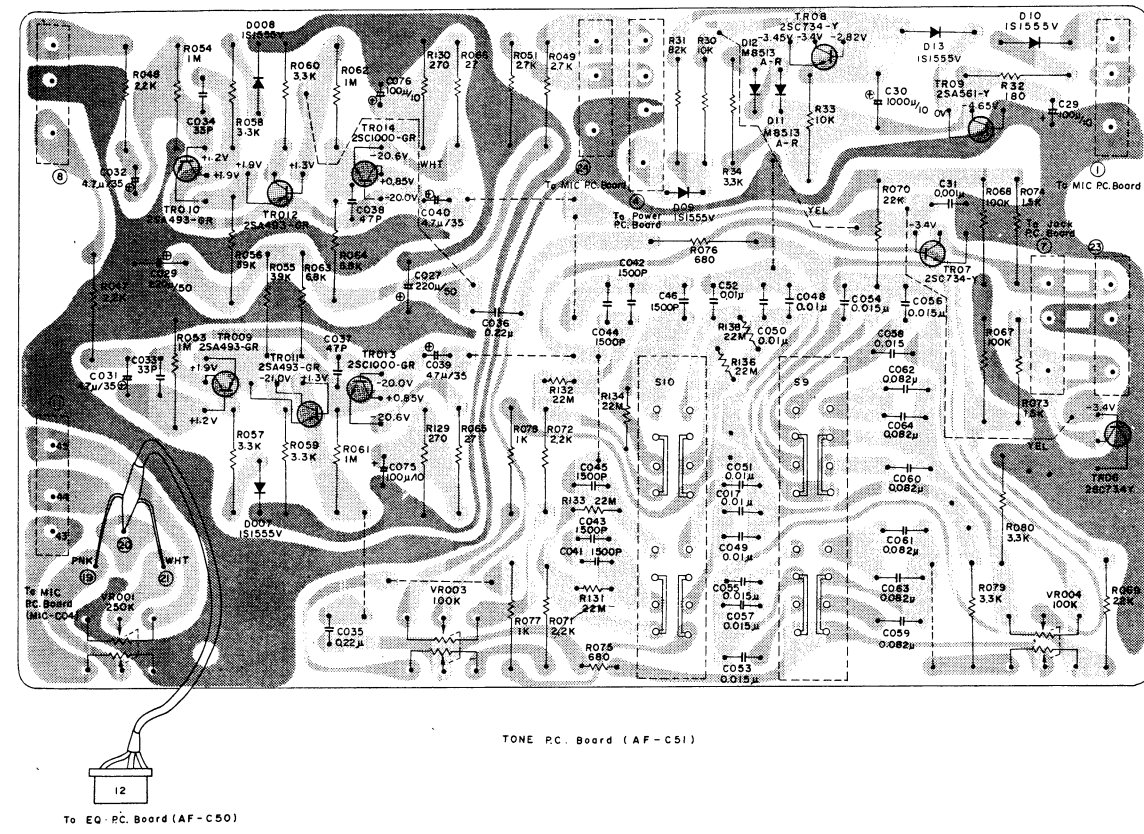 D008
1S1555V
R054
1M
R048
2.2K
R060
3.3K
R062
1M
C076
100μ/10
R130
270
R066
27
R051
2.7K
R049
2.7K
R31
82K
R30
10K
D12
M8513
A-R
TR08
2SC734-Y
-3.45V -3.4V -2.82V
D10
1S1555V
D13
1S1555V
C034
33P
R058
3.3K
TR014
2SC1000-GR
-20.6V
WHT
+0.85V
-20.0V
D11
M8513
A-R
R33
10K
C30
1000μ/10
TR09
2SA561-Y
0V
-4.65V
R32
180
C29
100μ/10
8
C032
4.7μ/35
+1.2V
+1.9V
+1.9V
+1.3V
TR010
2SA493-GR
TR012
2SA493-GR
C038
47P
C040
4.7μ/35
24
To MIC P.C. Board
4
To Power
P.C. Board
R34
3.3K
D09
1S1555V
YEL
R070
22K
C31
0.001μ
R068
100K
R074
1.5K
1
To MIC P.C. Board
R056
39K
R055
39K
R063
6.8K
R064
6.8K
R076
680
-3.4V
TR07
2SC734-Y
To Jack
P.C. Board
7
23
R047
2.2K
C029
220μ/50
C027
220μ/50
C036
0.22μ
C042
1500P
C044
1500P
C46
1500P
C52
0.01μ
R138
22M
C050
0.01μ
C048
0.01μ
C054
0.015μ
C056
0.015μ
C058
0.015
R067
100K
R053
1M
TR009
2SA493-GR
+1.9V
C033
33P
C031
4.7μ/35
TR011
2SA493-GR
-21.0V
+1.3V
C037
47P
TR013
2SC1000-GR
-20.0V
+0.85V
-20.6V
C039
4.7μ/35
R132
22M
R134
22M
R136
22M
S10
S9
C062
0.082μ
C064
0.082μ
R073
1.5K
-3.4V
YEL
TR06
2SC734Y
+1.2V
R057
3.3K
R059
3.3K
R061
1M
C075
100μ/10
R129
270
R065
27
R078
1K
R072
2.2K
C045
1500P
C051
0.01μ
C060
0.082μ
45
44
43
D007
1S1555V
R133 22M
C043
1500P
C017
0.01μ
C041 1500P
C049
0.01μ
C061
0.082μ
R080
3.3K
20
PNK
19
WHT
21
To MIC
P.C. Board
(MIC-C04)
VR001
250K
C035
0.22μ
VR003
100K
R077
1K
R071
2.2K
R131
22M
R075
680
C055
0.015μ
C057
0.015μ
C053
0.015μ
C063
0.082μ
C059
0.082μ
R079
3.3K
VR004
100K
R069
22K
TONE P.C. Board (AF-C51)
12
To EQ P.C. Board (AF-C50)